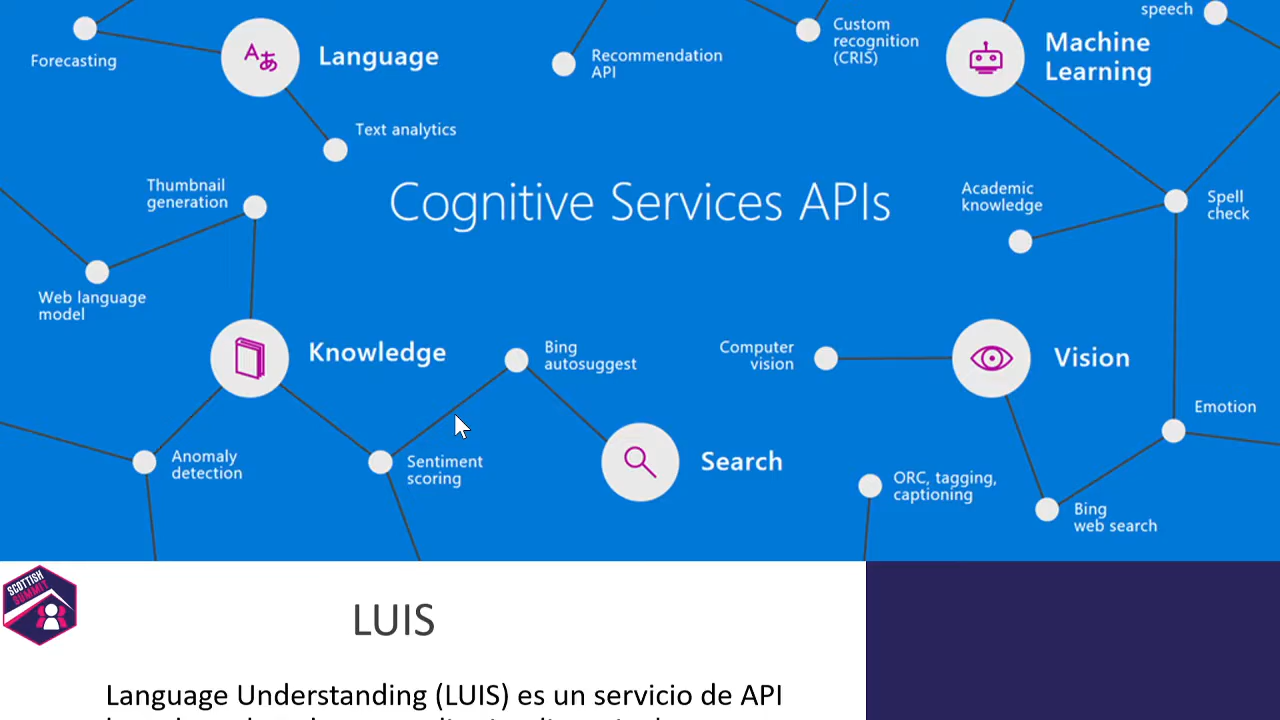 speech
Custom
recognition
(CRIS)
Machine
Learning
Language
Recommendation
API
Forecasting
Text analytics
Thumbnail
generation
Cognitive Services APIs
Academic
knowledge
Spell
check
Web language
model
Knowledge
Bing
autosuggest
Computer
vision
Vision
Emotion
Anomaly
detection
Sentiment
scoring
Search
ORC, tagging,
captioning
Bing
web search
SCOTTISH
SUMMIT
LUIS
Language Understanding (LUIS) es un servicio de API